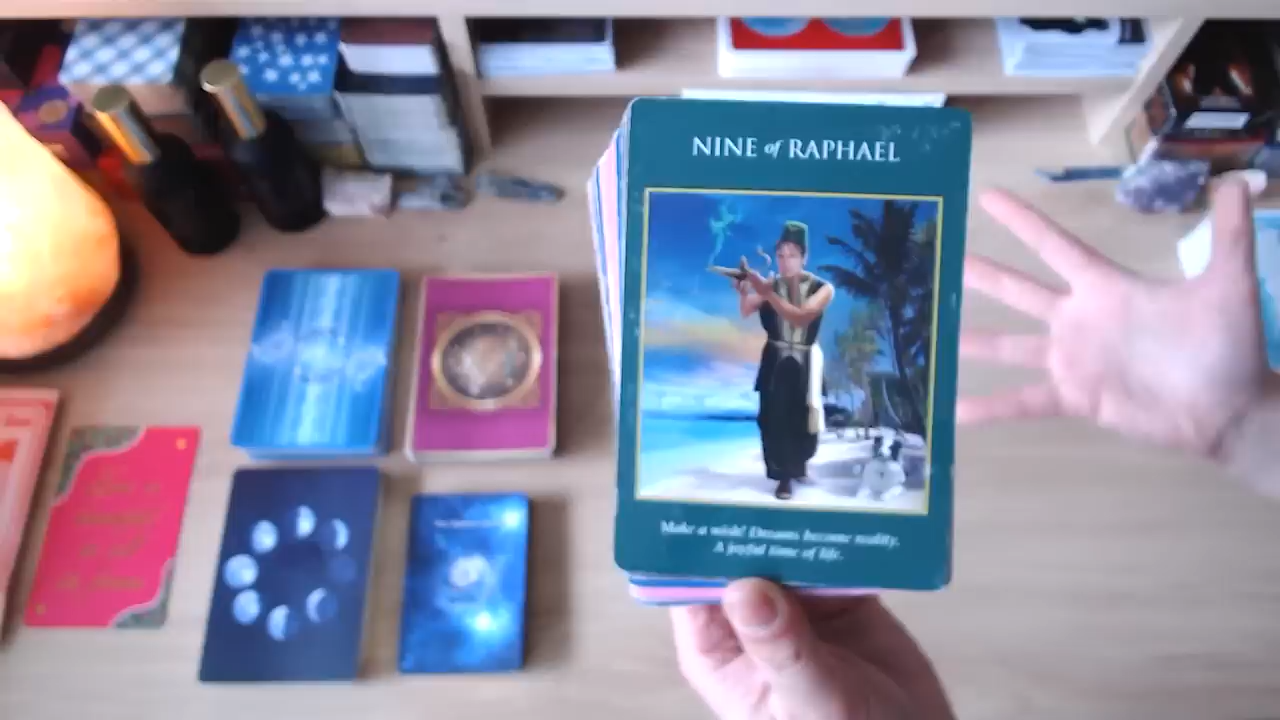 NINE of RAPHAEL
Make a wish! Dreams become reality.
A joyful time of life.